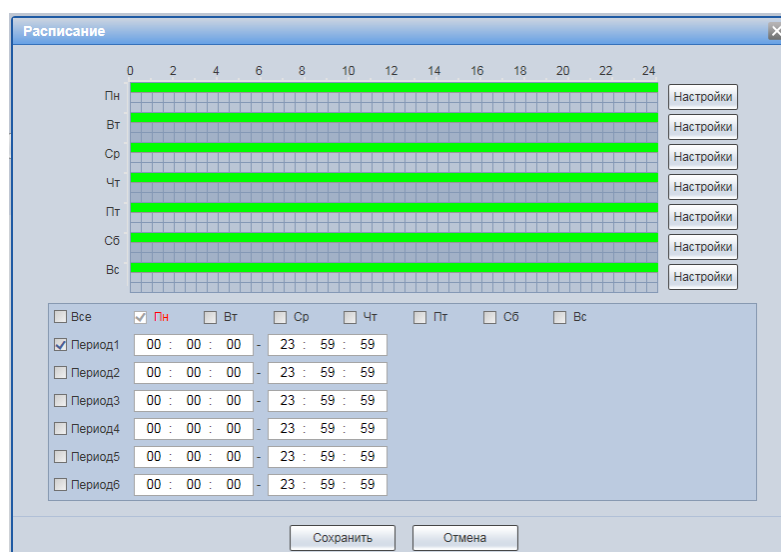 Расписание
0 2 4 6 8 10 12 14 16 18 20 22 24
Пн Настройки
Вт Настройки
Ср Настройки
Чт Настройки
Пт Настройки
Сб Настройки
Вс Настройки
Все Пн Вт Ср Чт Пт Сб Вс
Период1 00 : 00 : 00 - 23 : 59 : 59
Период2 00 : 00 : 00 - 23 : 59 : 59
Период3 00 : 00 : 00 - 23 : 59 : 59
Период4 00 : 00 : 00 - 23 : 59 : 59
Период5 00 : 00 : 00 - 23 : 59 : 59
Период6 00 : 00 : 00 - 23 : 59 : 59
Сохранить Отмена